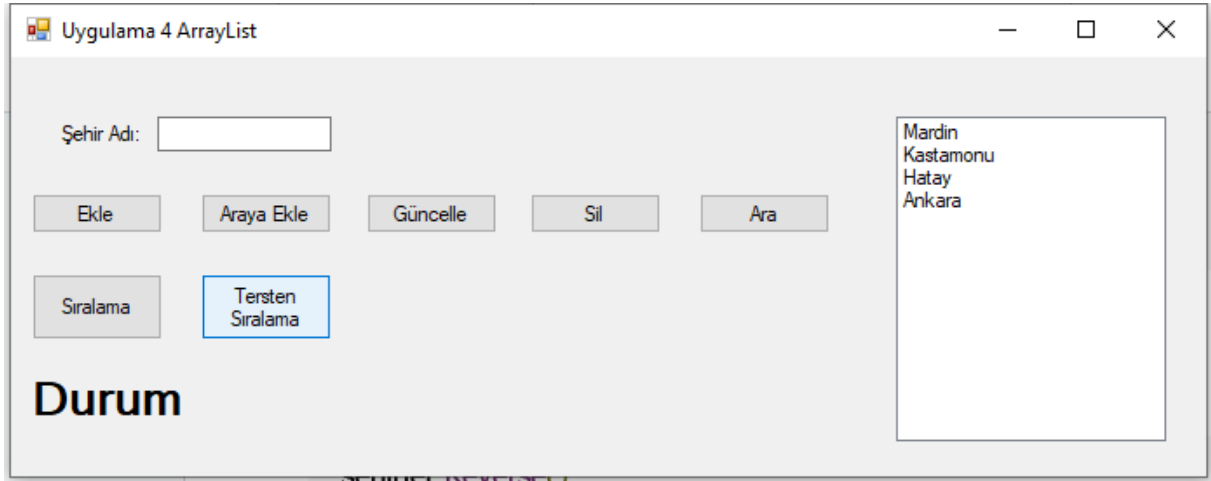 Uygulama 4 ArrayList
Şehir Adı:
Mardin
Kastamonu
Hatay
Ankara
Ekle
Araya Ekle
Güncelle
Sil
Ara
Sıralama
Tersten
Sıralama
Durum